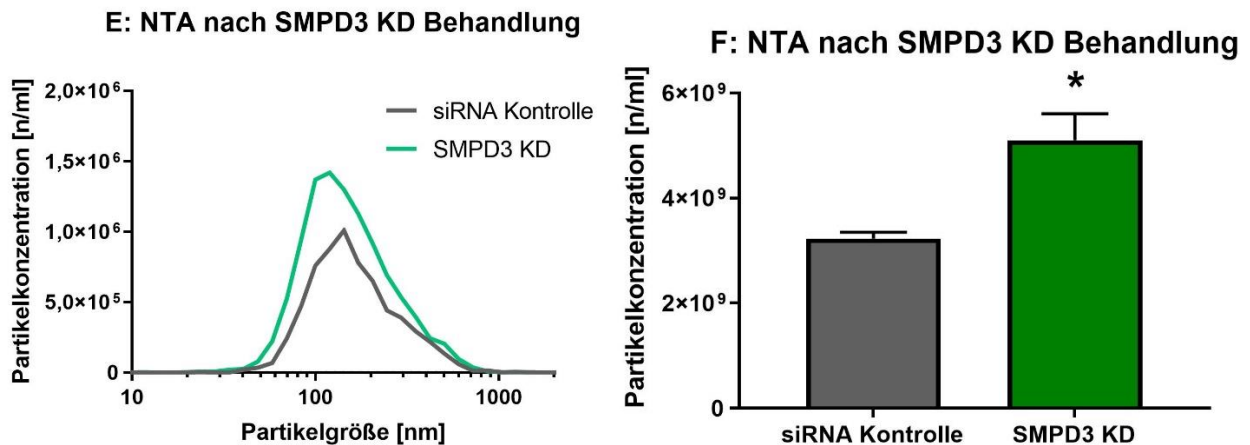 E: NTA nach SMPD3 KD Behandlung
Partikelkonzentration [n/ml]
2,0×10⁶
1,5×10⁶
1,0×10⁶
5,0×10⁵
0
siRNA Kontrolle
SMPD3 KD
10
100
1000
Partikelgröße [nm]
F: NTA nach SMPD3 KD Behandlung
Partikelkonzentration [n/ml]
6×10⁹
4×10⁹
2×10⁹
0
*
siRNA Kontrolle
SMPD3 KD